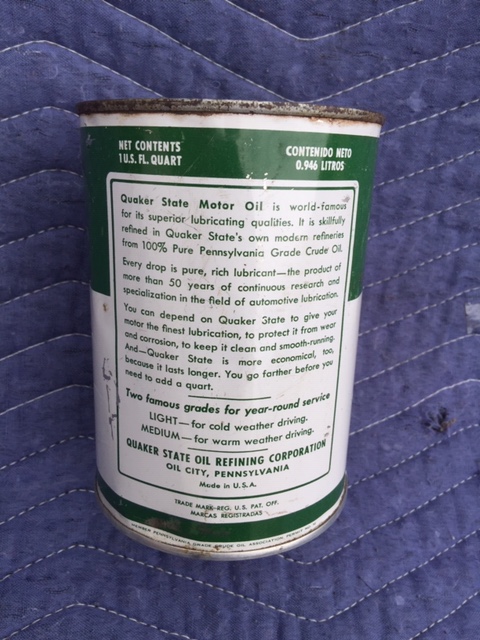 NET CONTENTS
1 U.S. FL. QUART
CONTENIDO NETO
0.946 LITROS
Quaker State Motor Oil is world-famous
for its superior lubricating qualities. It is skillfully
refined in Quaker State's own modern refineries
from 100% Pure Pennsylvania Grade Crude Oil.
Every drop is pure, rich lubricant—the product of
more than 50 years of continuous research and
specialization in the field of automotive lubrication.
You can depend on Quaker State to give your
motor the finest lubrication, to protect it from wear
and corrosion, to keep it clean and smooth-running.
And—Quaker State is more economical, too,
because it lasts longer. You go farther before you
need to add a quart.
Two famous grades for year-round service
LIGHT—for cold weather driving.
MEDIUM—for warm weather driving.
QUAKER STATE OIL REFINING CORPORATION
OIL CITY, PENNSYLVANIA
Made in U.S.A.
TRADE MARK-REG. U.S. PAT. OFF.
MARCAS REGISTRADAS
MEMBER PENNSYLVANIA GRADE CRUDE OIL ASSOCIATION